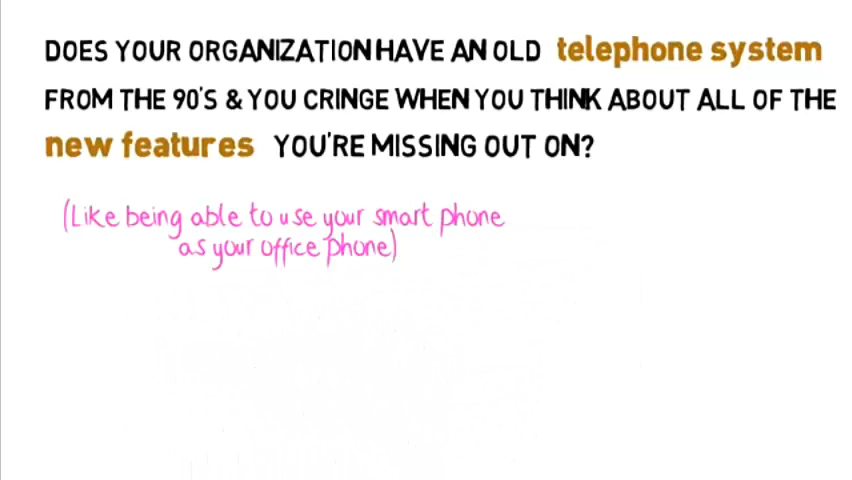 DOES YOUR ORGANIZATION HAVE AN OLD telephone system
FROM THE 90'S & YOU CRINGE WHEN YOU THINK ABOUT ALL OF THE
new features YOU'RE MISSING OUT ON?
(Like being able to use your smart phone
as your office phone)